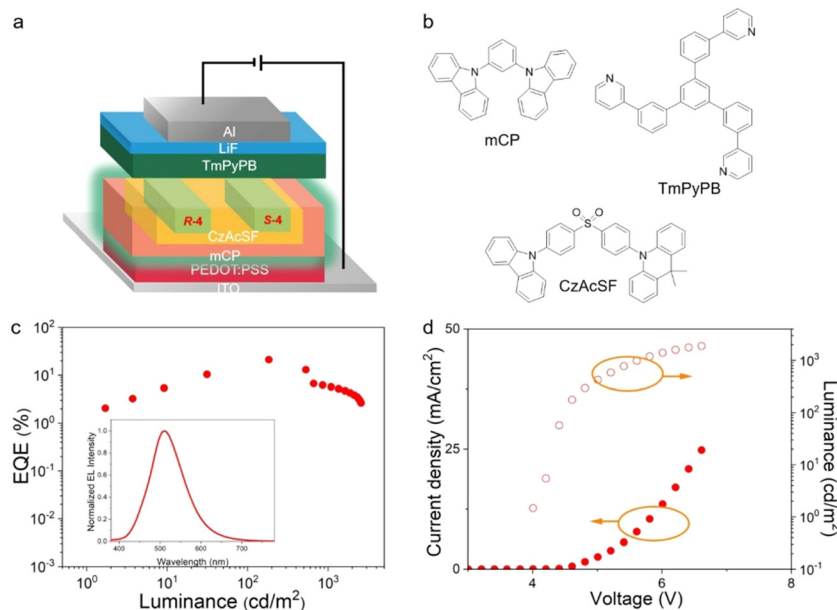 a
Al
LiF
TmPyPB
R-4 S-4
CzAcSF
mCP
PEDOT:PSS
ITO
b
N N
mCP
N
N
N
TmPyPB
O O
S
N N
CzAcSF
c
EQE (%)
10²
10¹
10⁰
10⁻¹
10⁻²
10⁻³
10⁰ 10¹ 10² 10³
Luminance (cd/m²)
Normalized EL Intensity
1.0
0.8
0.6
0.4
0.2
0.0
400 500 600 700
Wavelength (nm)
d
Current density (mA/cm²)
50
25
0
4 6 8
Voltage (V)
10⁴
10³
10²
10¹
10⁰
10⁻¹
Luminance (cd/m²)